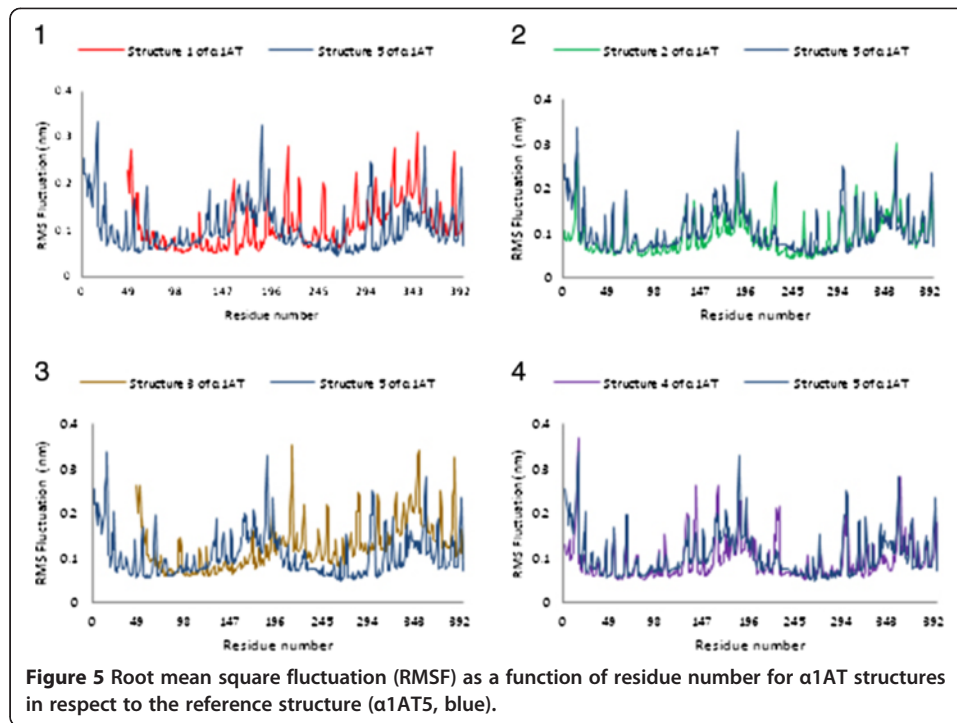 1
Structure 1 of α1AT
Structure 5 of α1AT
RMS Fluctuation (nm)
0.4
0.3
0.2
0.1
0
0 49 98 147 196 245 294 343 392
Residue number
2
Structure 2 of α1AT
Structure 5 of α1AT
RMS Fluctuation (nm)
0.4
0.3
0.2
0.1
0
0 49 98 147 196 245 294 343 392
Residue number
3
Structure 3 of α1AT
Structure 5 of α1AT
RMS Fluctuation (nm)
0.4
0.3
0.2
0.1
0
0 49 98 147 196 245 294 343 392
Residue number
4
Structure 4 of α1AT
Structure 5 of α1AT
RMS Fluctuation (nm)
0.4
0.3
0.2
0.1
0
0 49 98 147 196 245 294 343 392
Residue number
Figure 5 Root mean square fluctuation (RMSF) as a function of residue number for α1AT structures
in respect to the reference structure (α1AT5, blue).